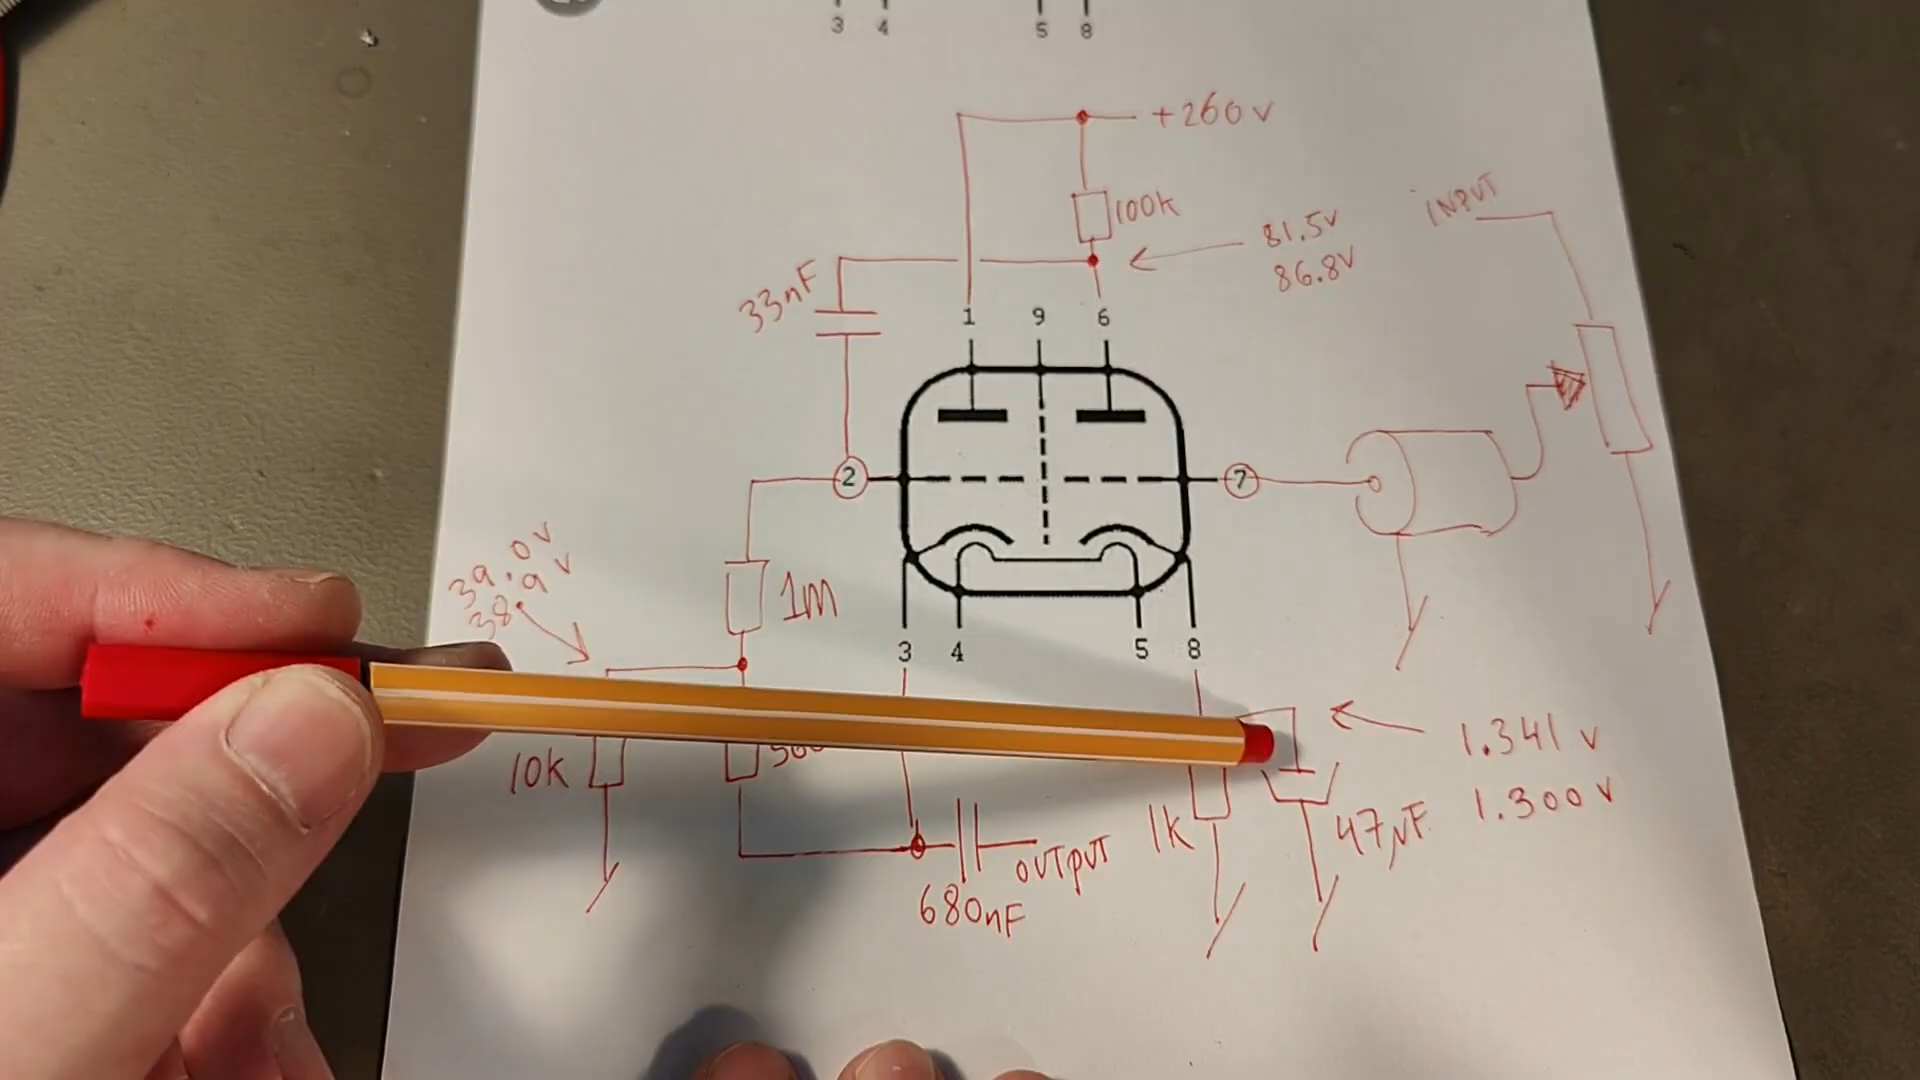 3 4 5 8
+260V
100K
INPUT
81.5V
86.8V
33nF
1 9 6
2
7
39.0V
38.9V
1M
3 4 5 8
10K
1.341 V
1.300 V
1K
47µF
OUTPUT
680nF